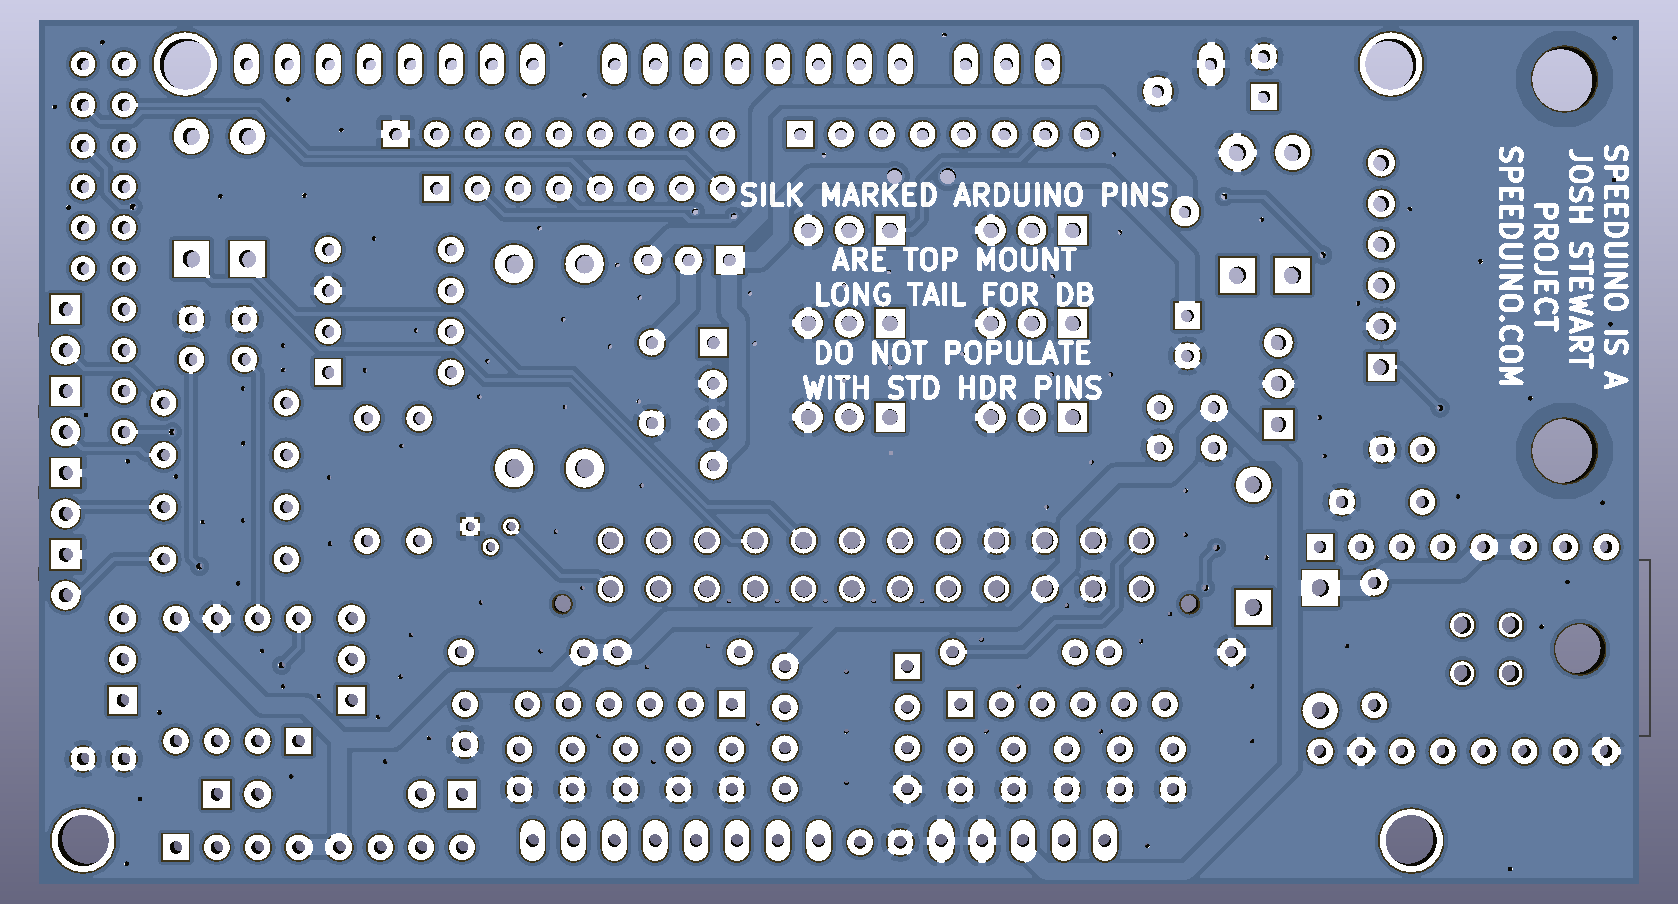 SILK MARKED ARDUINO PINS
ARE TOP MOUNT
LONG TAIL FOR DB
DO NOT POPULATE
WITH STD HDR PINS
SPEEDUINO IS A
JOSH STEWART
PROJECT
SPEEDUINO.COM